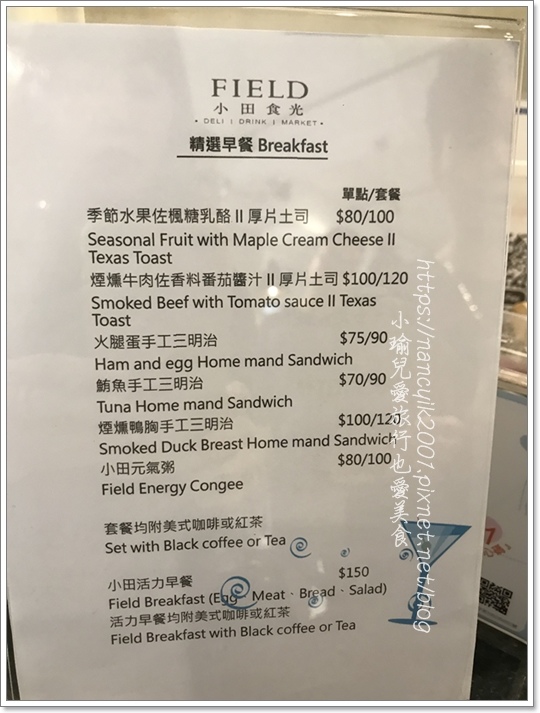 FIELD
小田食光
• DELI | DRINK | MARKET •
精選早餐 Breakfast
單點/套餐
季節水果佐楓糖乳酪 II 厚片土司 $80/100
Seasonal Fruit with Maple Cream Cheese II
Texas Toast
煙燻牛肉佐香料番茄醬汁 II 厚片土司 $100/120
Smoked Beef with Tomato sauce II Texas
Toast
火腿蛋手工三明治 $75/90
Ham and egg Home mand Sandwich
鮪魚手工三明治 $70/90
Tuna Home mand Sandwich
煙燻鴨胸手工三明治 $100/120
Smoked Duck Breast Home mand Sandwich
小田元氣粥 $80/100
Field Energy Congee
套餐均附美式咖啡或紅茶
Set with Black coffee or Tea
小田活力早餐 $150
Field Breakfast (Egg、Meat、Bread、Salad)
活力早餐均附美式咖啡或紅茶
Field Breakfast with Black coffee or Tea
小瑜兒愛旅行也愛美食
https://mancyik2001.pixnet.net/blog